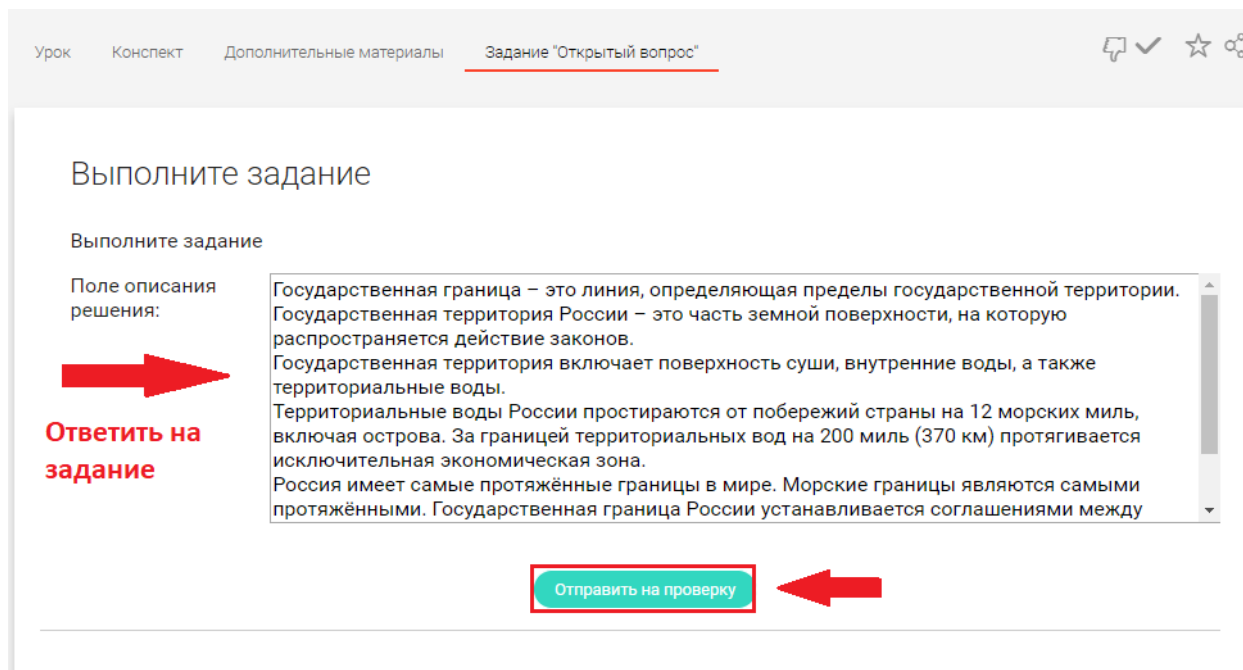 Урок Конспект Дополнительные материалы Задание "Открытый вопрос"
Выполните задание
Выполните задание
Поле описания
решения:
Государственная граница – это линия, определяющая пределы государственной территории.
Государственная территория России – это часть земной поверхности, на которую
распространяется действие законов.
Государственная территория включает поверхность суши, внутренние воды, а также
территориальные воды.
Территориальные воды России простираются от побережий страны на 12 морских миль,
включая острова. За границей территориальных вод на 200 миль (370 км) протягивается
исключительная экономическая зона.
Россия имеет самые протяжённые границы в мире. Морские границы являются самыми
протяжёнными. Государственная граница России устанавливается соглашениями между
Ответить на
задание
Отправить на проверку